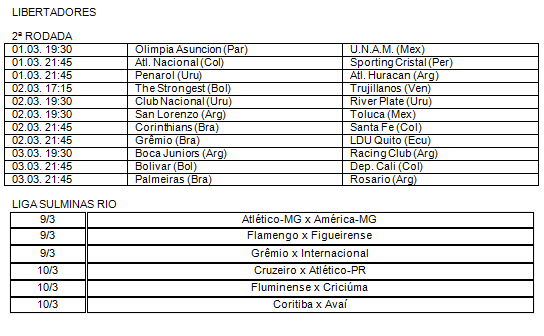 LIBERTADORES
2ª RODADA
01.03. 19:30 Olimpia Asuncion (Par) U.N.A.M. (Mex)
01.03. 21:45 Atl. Nacional (Col) Sporting Cristal (Per)
01.03. 21:45 Penarol (Uru) Atl. Huracan (Arg)
02.03. 17:15 The Strongest (Bol) Trujillanos (Ven)
02.03. 19:30 Club Nacional (Uru) River Plate (Uru)
02.03. 19:30 San Lorenzo (Arg) Toluca (Mex)
02.03. 21:45 Corinthians (Bra) Santa Fe (Col)
02.03. 21:45 Grêmio (Bra) LDU Quito (Ecu)
03.03. 19:30 Boca Juniors (Arg) Racing Club (Arg)
03.03. 21:45 Bolivar (Bol) Dep. Cali (Col)
03.03. 21:45 Palmeiras (Bra) Rosario (Arg)
LIGA SULMINAS RIO
9/3 Atlético-MG x América-MG
9/3 Flamengo x Figueirense
9/3 Grêmio x Internacional
10/3 Cruzeiro x Atlético-PR
10/3 Fluminense x Criciúma
10/3 Coritiba x Avaí